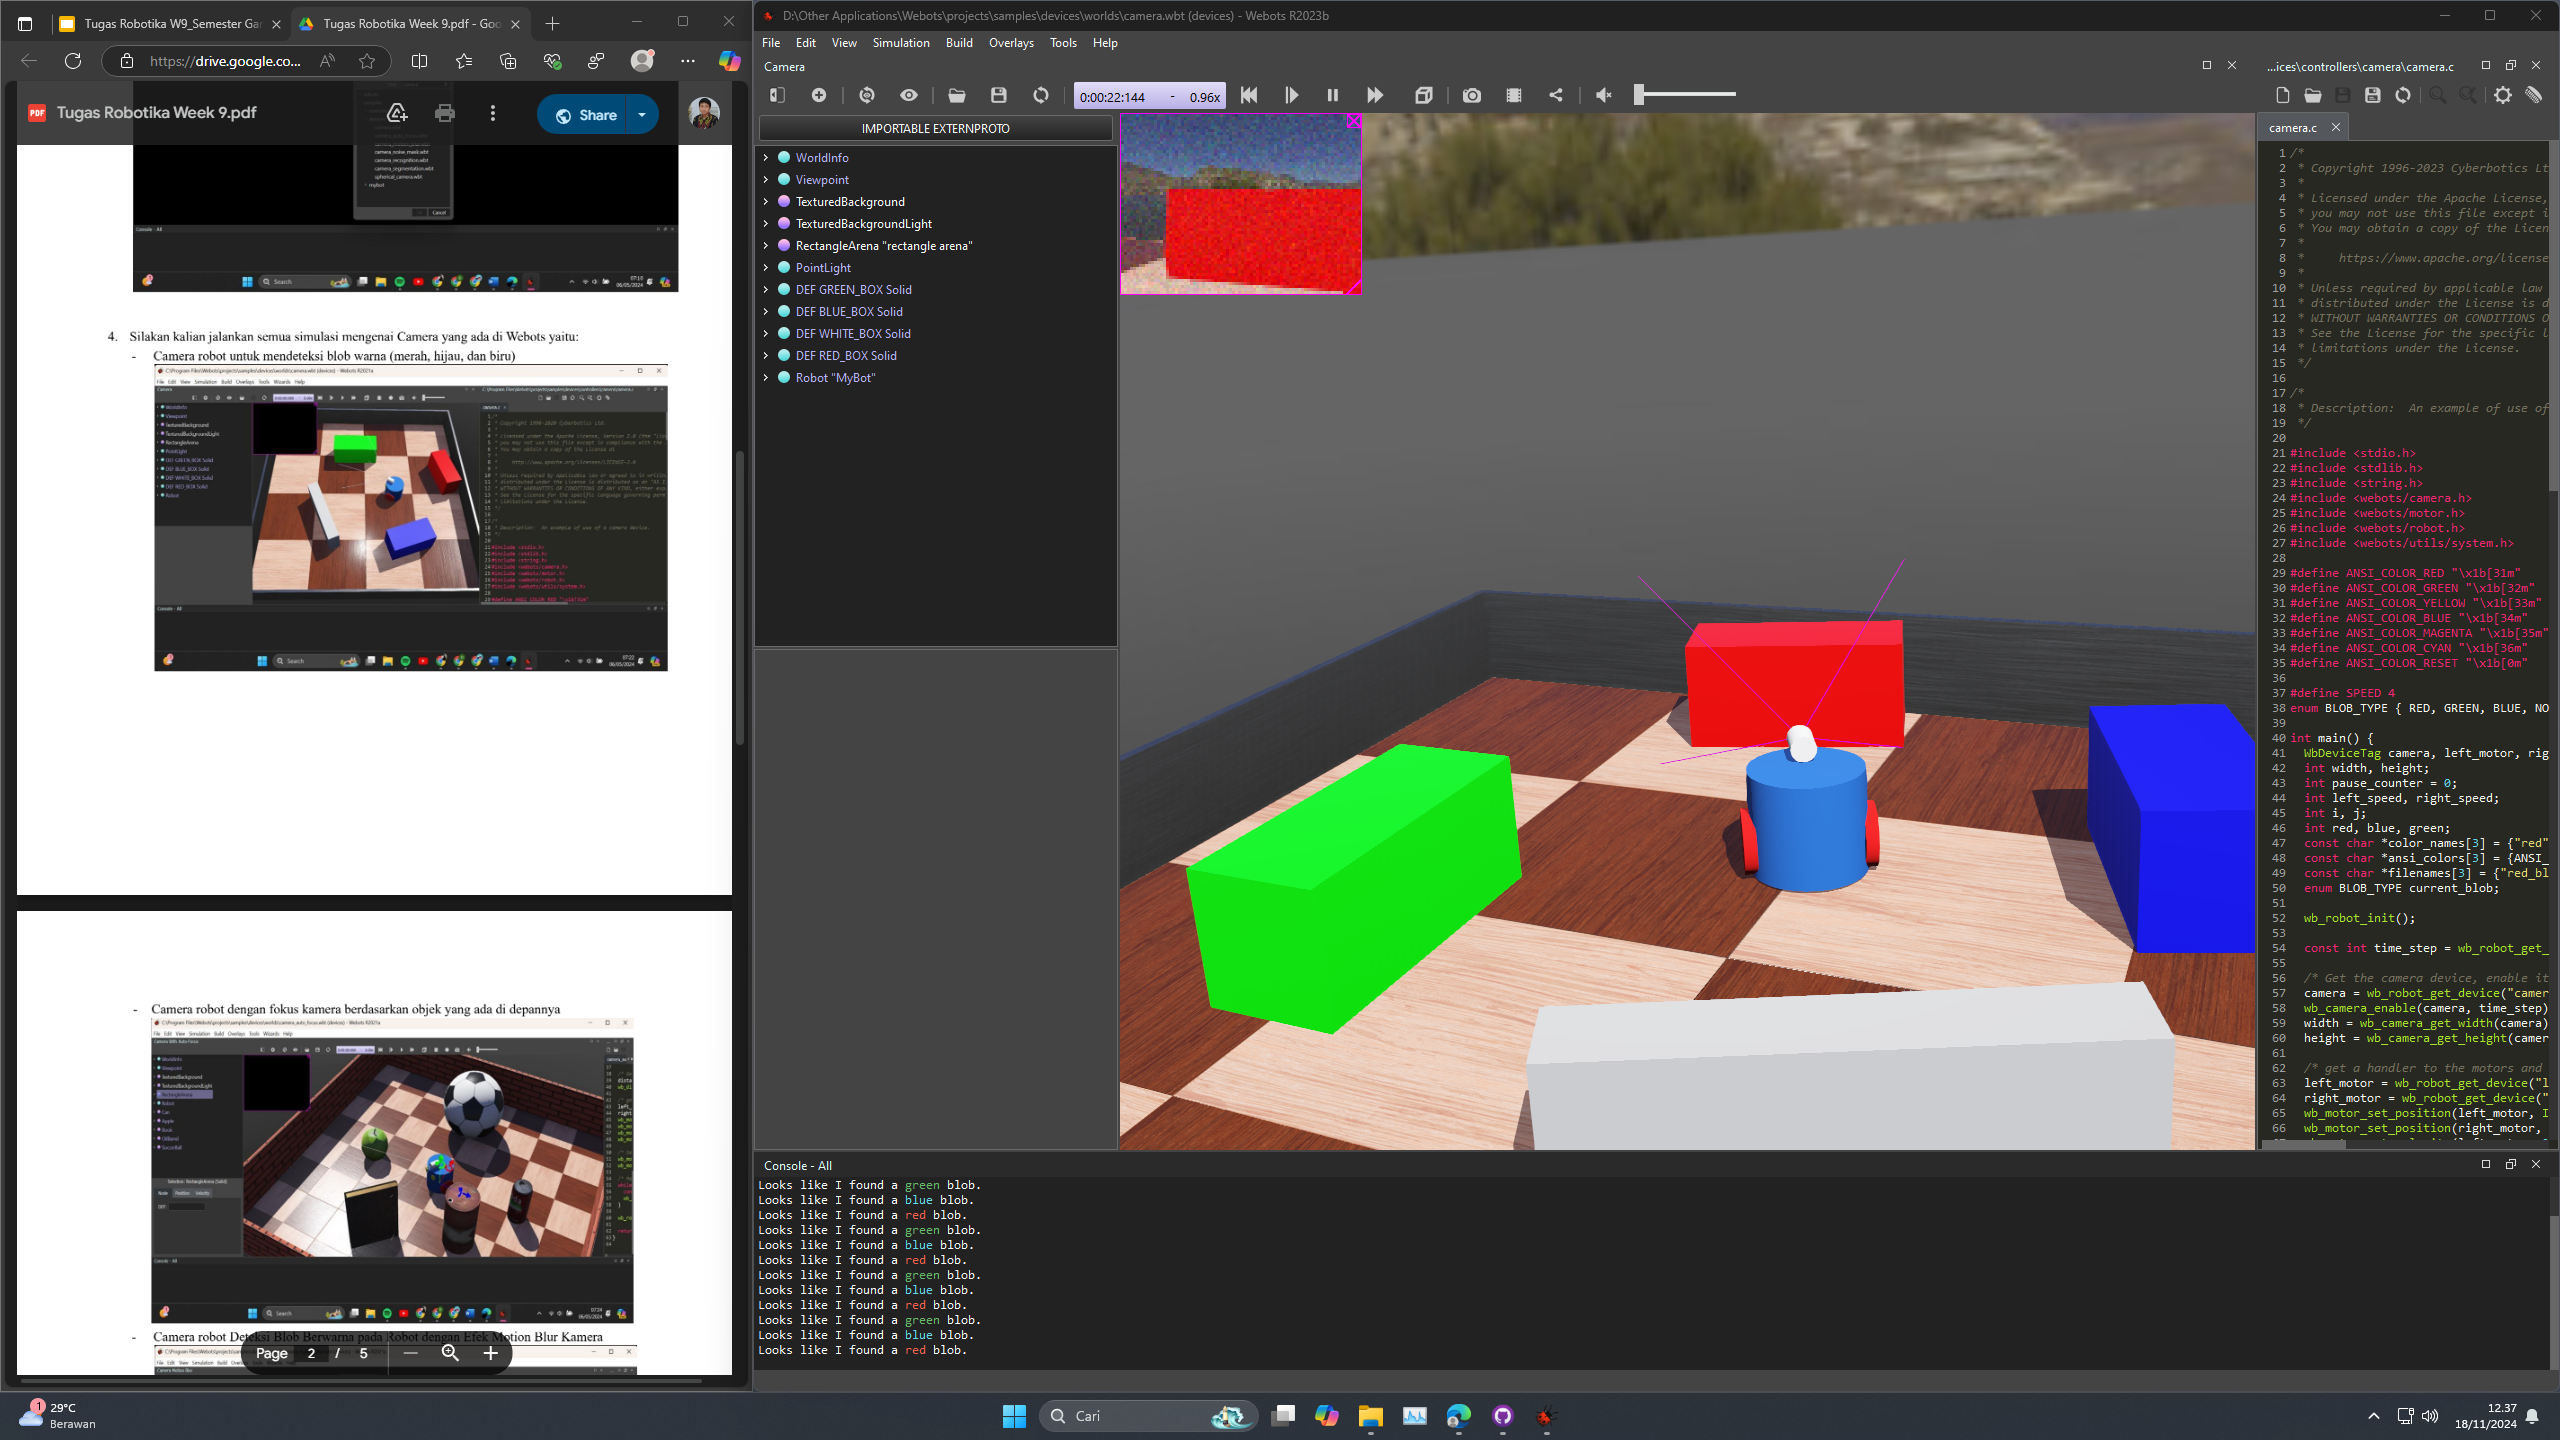 Tugas Robotika W9_Semester Ga
Tugas Robotika Week 9.pdf - Goo
https://drive.google.co...
Tugas Robotika Week 9.pdf
Share
camera_noise_mask.wbt
camera_recognition.wbt
camera_segmentation.wbt
spherical_camera.wbt
mybot
Cancel
Console - All
Search
06/05/2024
4. Silakan kalian jalankan semua simulasi mengenai Camera yang ada di Webots yaitu:
- Camera robot untuk mendeteksi blob warna (merah, hijau, dan biru)
- Camera robot dengan fokus kamera berdasarkan objek yang ada di depannya
- Camera robot Deteksi Blob Berwarna pada Robot dengan Efek Motion Blur Kamera
Page 2 / 5
D:\Other Applications\Webots\projects\samples\devices\worlds\camera.wbt (devices) - Webots R2023b
File Edit View Simulation Build Overlays Tools Help
Camera
0:00:22:144 - 0.96x
IMPORTABLE EXTERNPROTO
WorldInfo
Viewpoint
TexturedBackground
TexturedBackgroundLight
RectangleArena "rectangle arena"
PointLight
DEF GREEN_BOX Solid
DEF BLUE_BOX Solid
DEF WHITE_BOX Solid
DEF RED_BOX Solid
Robot "MyBot"
...ices\controllers\camera\camera.c
camera.c
1 /*
2 * Copyright 1996-2023 Cyberbotics Lt
3 *
4 * Licensed under the Apache License,
5 * you may not use this file except i
6 * You may obtain a copy of the Licen
7 *
8 * https://www.apache.org/license
9 *
10 * Unless required by applicable law
11 * distributed under the License is d
12 * WITHOUT WARRANTIES OR CONDITIONS O
13 * See the License for the specific l
14 * limitations under the License.
15 */
16
17 /*
18 * Description: An example of use of
19 */
20
21 #include <stdio.h>
22 #include <stdlib.h>
23 #include <string.h>
24 #include <webots/camera.h>
25 #include <webots/motor.h>
26 #include <webots/robot.h>
27 #include <webots/utils/system.h>
28
29 #define ANSI_COLOR_RED "\x1b[31m"
30 #define ANSI_COLOR_GREEN "\x1b[32m"
31 #define ANSI_COLOR_YELLOW "\x1b[33m"
32 #define ANSI_COLOR_BLUE "\x1b[34m"
33 #define ANSI_COLOR_MAGENTA "\x1b[35m"
34 #define ANSI_COLOR_CYAN "\x1b[36m"
35 #define ANSI_COLOR_RESET "\x1b[0m"
36
37 #define SPEED 4
38 enum BLOB_TYPE { RED, GREEN, BLUE, NO
39
40 int main() {
41 WbDeviceTag camera, left_motor, rig
42 int width, height;
43 int pause_counter = 0;
44 int left_speed, right_speed;
45 int i, j;
46 int red, blue, green;
47 const char *color_names[3] = {"red"
48 const char *ansi_colors[3] = {ANSI_
49 const char *filenames[3] = {"red_bl
50 enum BLOB_TYPE current_blob;
51
52 wb_robot_init();
53
54 const int time_step = wb_robot_get_
55
56 /* Get the camera device, enable it
57 camera = wb_robot_get_device("camer
58 wb_camera_enable(camera, time_step)
59 width = wb_camera_get_width(camera)
60 height = wb_camera_get_height(camer
61
62 /* get a handler to the motors and
63 left_motor = wb_robot_get_device("l
64 right_motor = wb_robot_get_device("
65 wb_motor_set_position(left_motor, I
66 wb_motor_set_position(right_motor,
Console - All
Looks like I found a green blob.
Looks like I found a blue blob.
Looks like I found a red blob.
Looks like I found a green blob.
Looks like I found a blue blob.
Looks like I found a red blob.
Looks like I found a green blob.
Looks like I found a blue blob.
Looks like I found a red blob.
Looks like I found a green blob.
Looks like I found a blue blob.
Looks like I found a red blob.
1
29°C
Berawan
Cari
12.37
18/11/2024